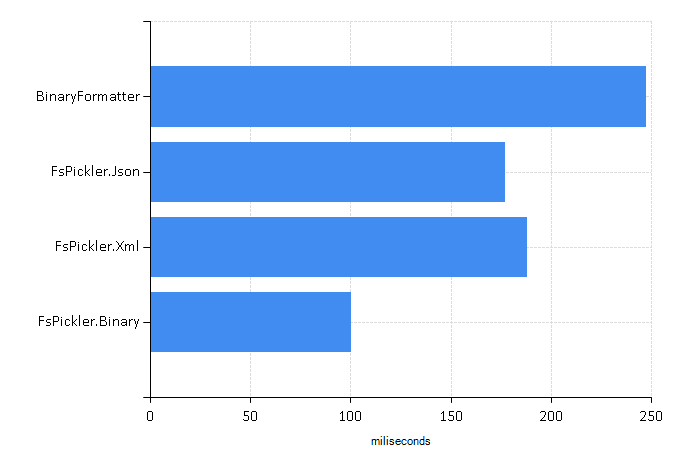 BinaryFormatter
FsPickler.Json
FsPickler.Xml
FsPickler.Binary
0 50 100 150 200 250
miliseconds